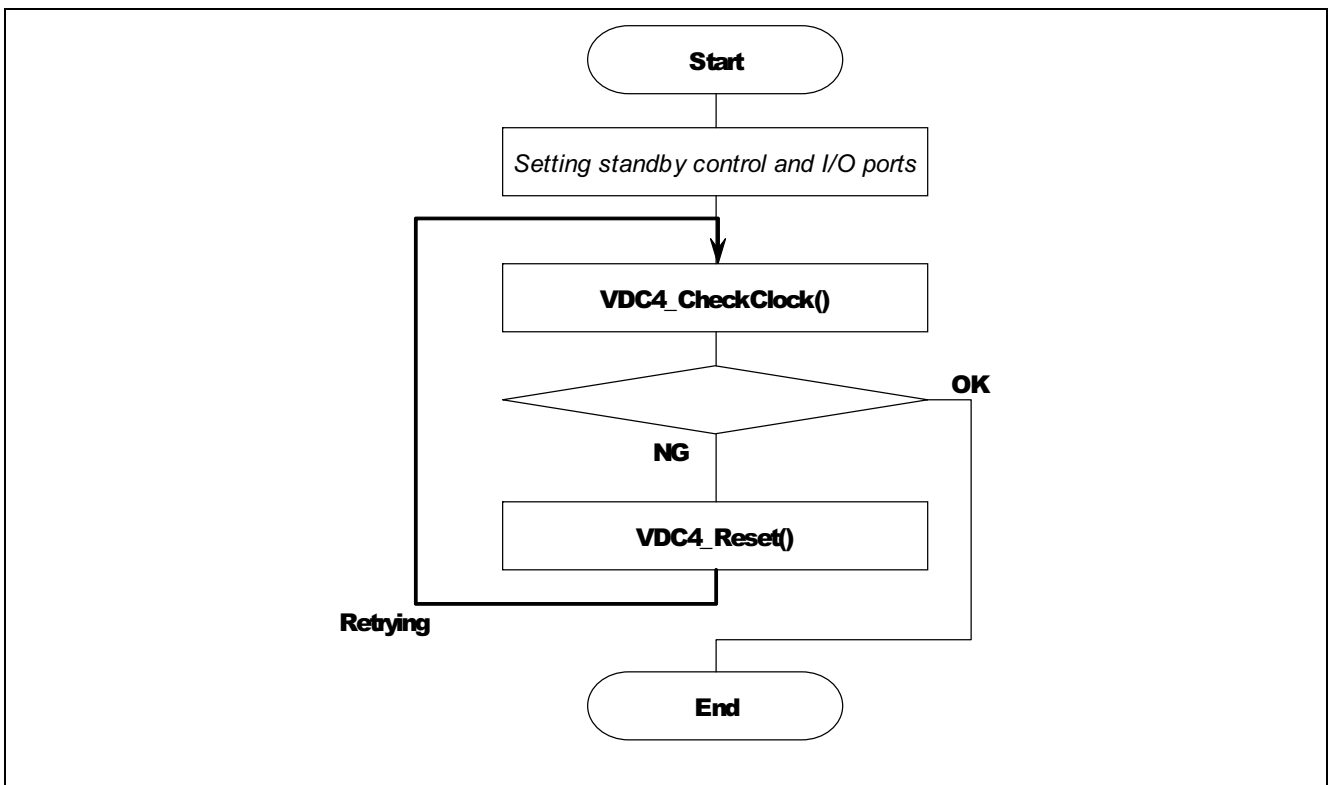 Start
Setting standby control and I/O ports
VDC4_CheckClock()
OK
NG
VDC4_Reset()
Retrying
End